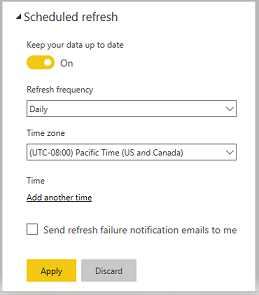 Scheduled refresh
Keep your data up to date
On
Refresh frequency
Daily
Time zone
(UTC-08:00) Pacific Time (US and Canada)
Time
Add another time
Send refresh failure notification emails to me
Apply Discard